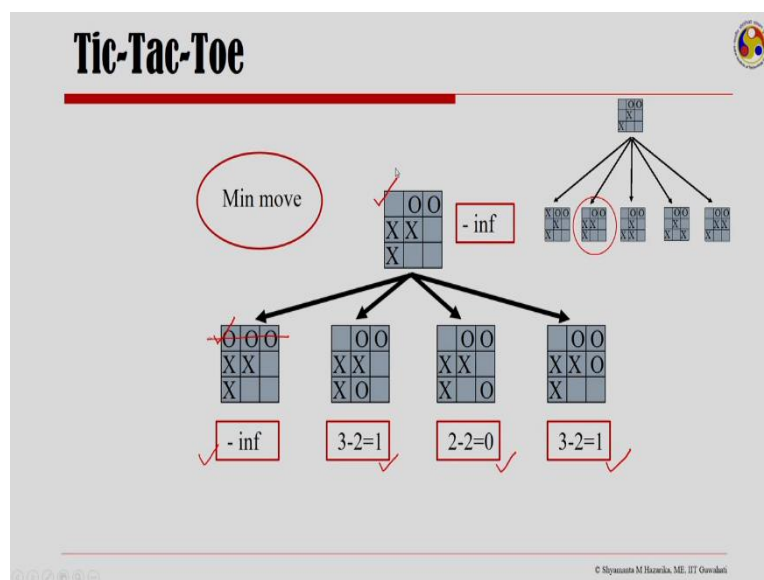 Tic-Tac-Toe
O O
X
X
Min move
O O
X X
X
- inf
X O O
X
X
O O
X X
X
O O
X
X X
O O
X
X X
O O
X X
X
O O O
X X
X
O O
X X
X O
O O
X X
X O
O O
X X O
X
- inf
3-2=1
2-2=0
3-2=1
© Shyamanta M Hazarika, ME, IIT Guwahati